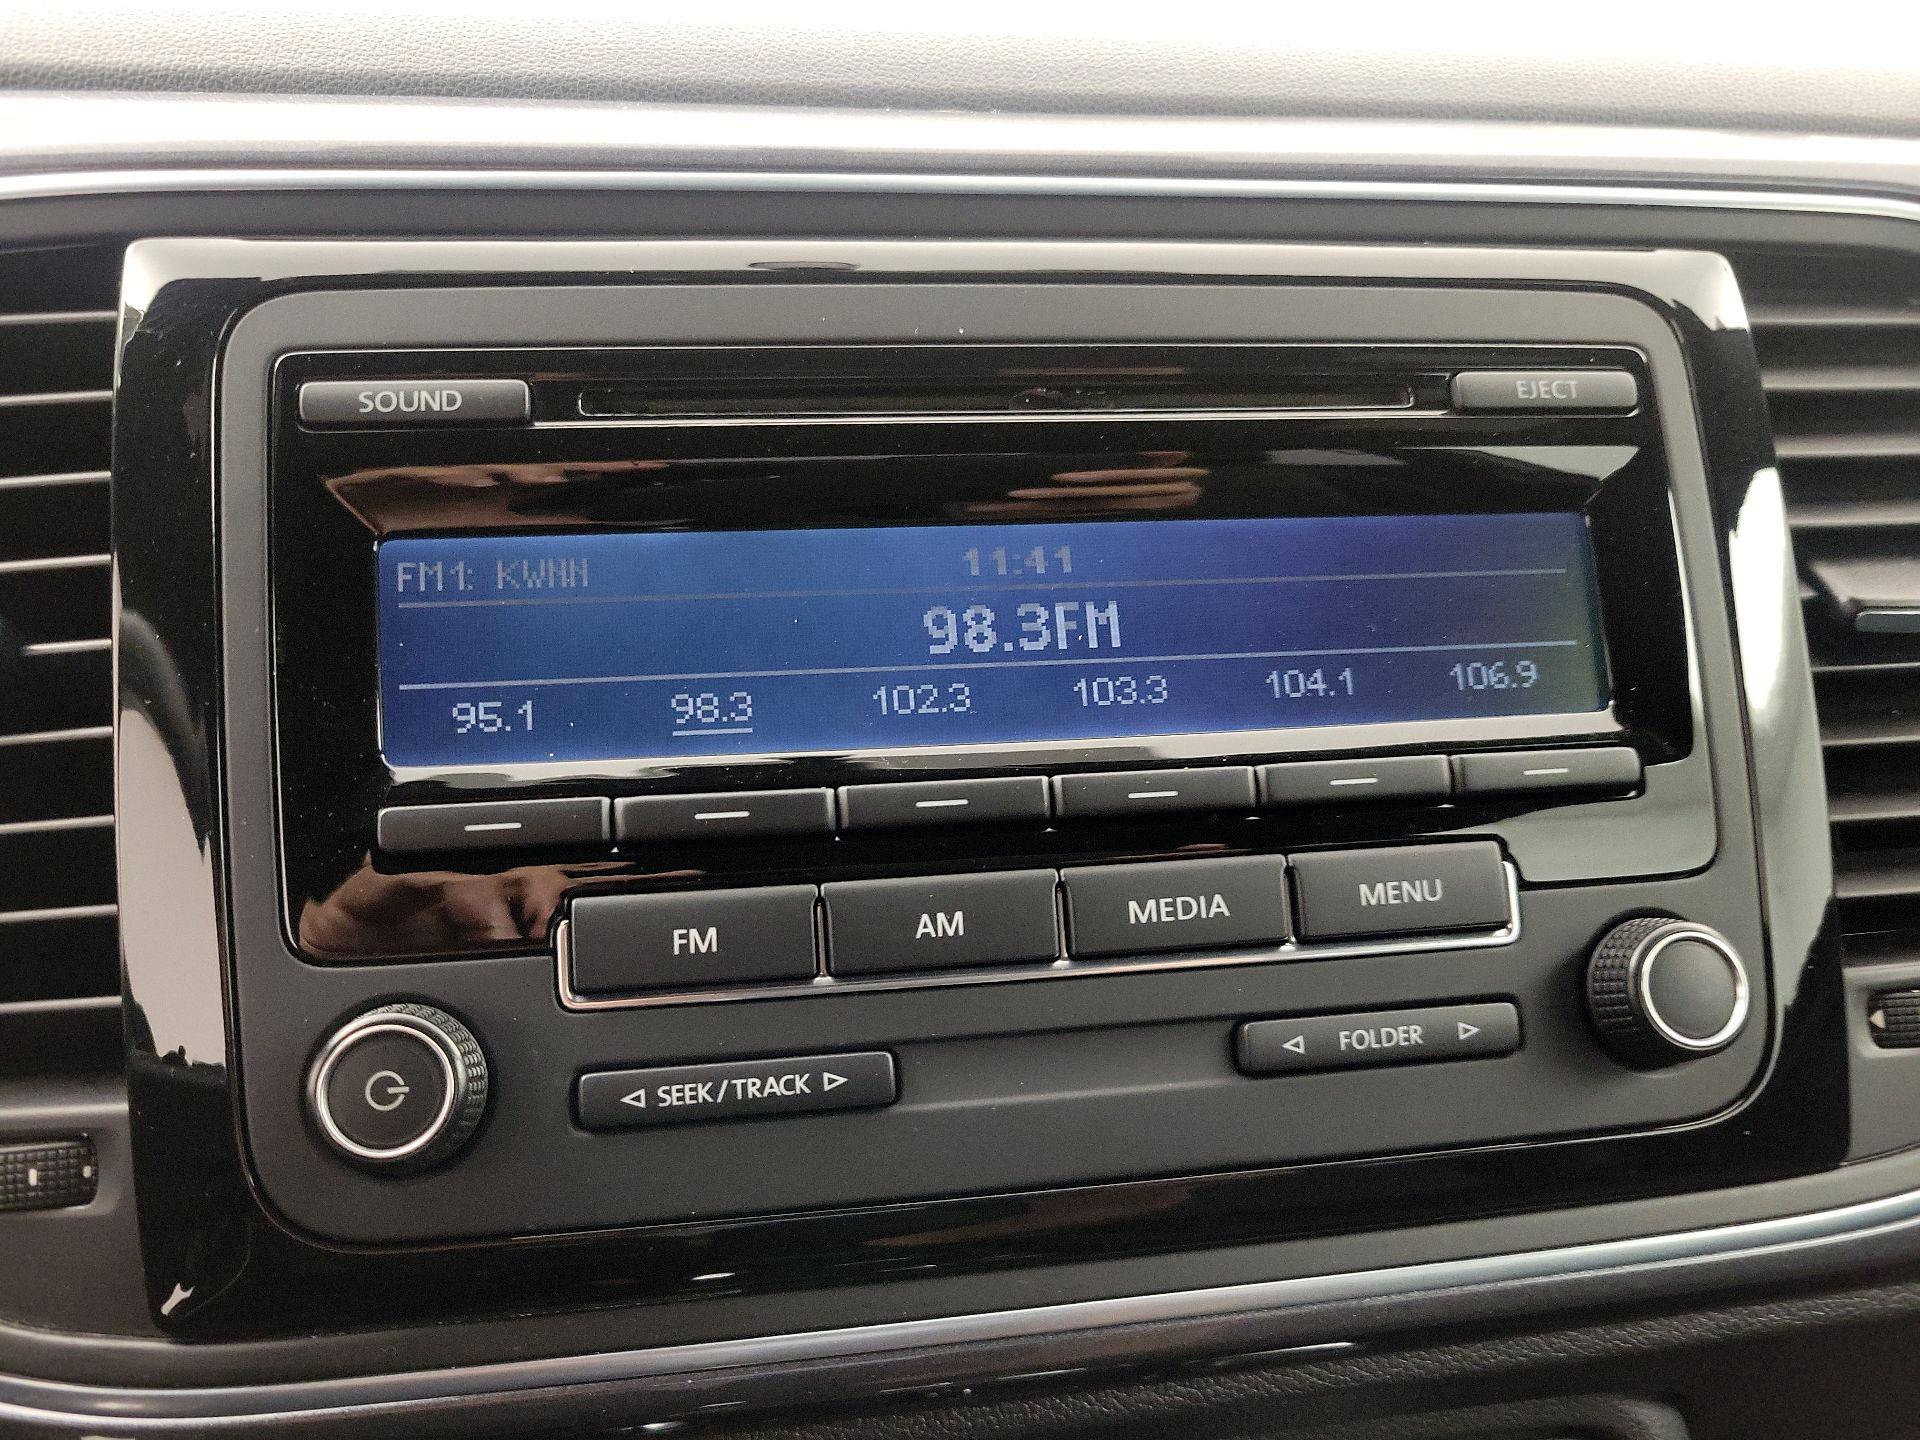 SOUND
EJECT
FM1: KWNN 11:41
98.3FM
95.1 98.3 102.3 103.3 104.1 106.9
FM AM MEDIA MENU
SEEK/TRACK
FOLDER